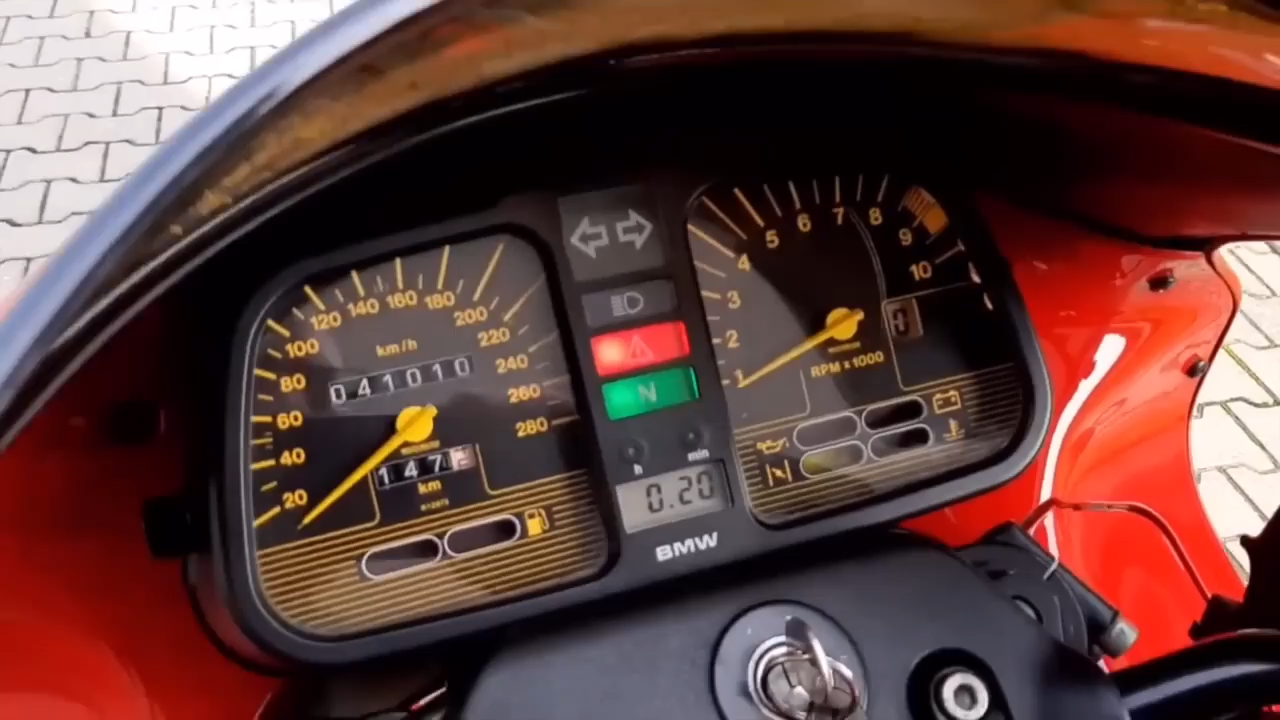 20 40 60 80 100 120 140 160 180 200 220 240 260 280
km/h
041010
147
km
N
h min
0.20
BMW
1 2 3 4 5 6 7 8 9 10
0
RPM x 1000